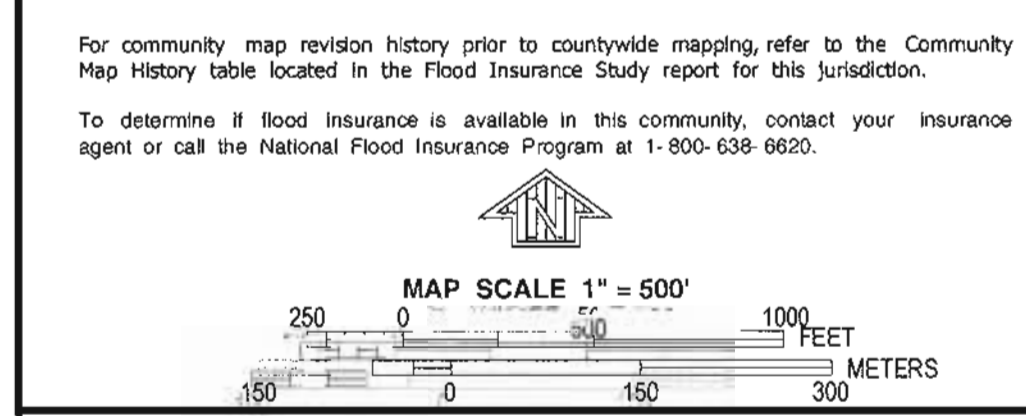 For community map revision history prior to countywide mapping, refer to the Community
Map History table located in the Flood Insurance Study report for this jurisdiction.
To determine if flood insurance is available in this community, contact your insurance
agent or call the National Flood Insurance Program at 1-800-638-6620.
N
MAP SCALE 1" = 500'
250 0 500 1000
FEET
METERS
150 0 150 300